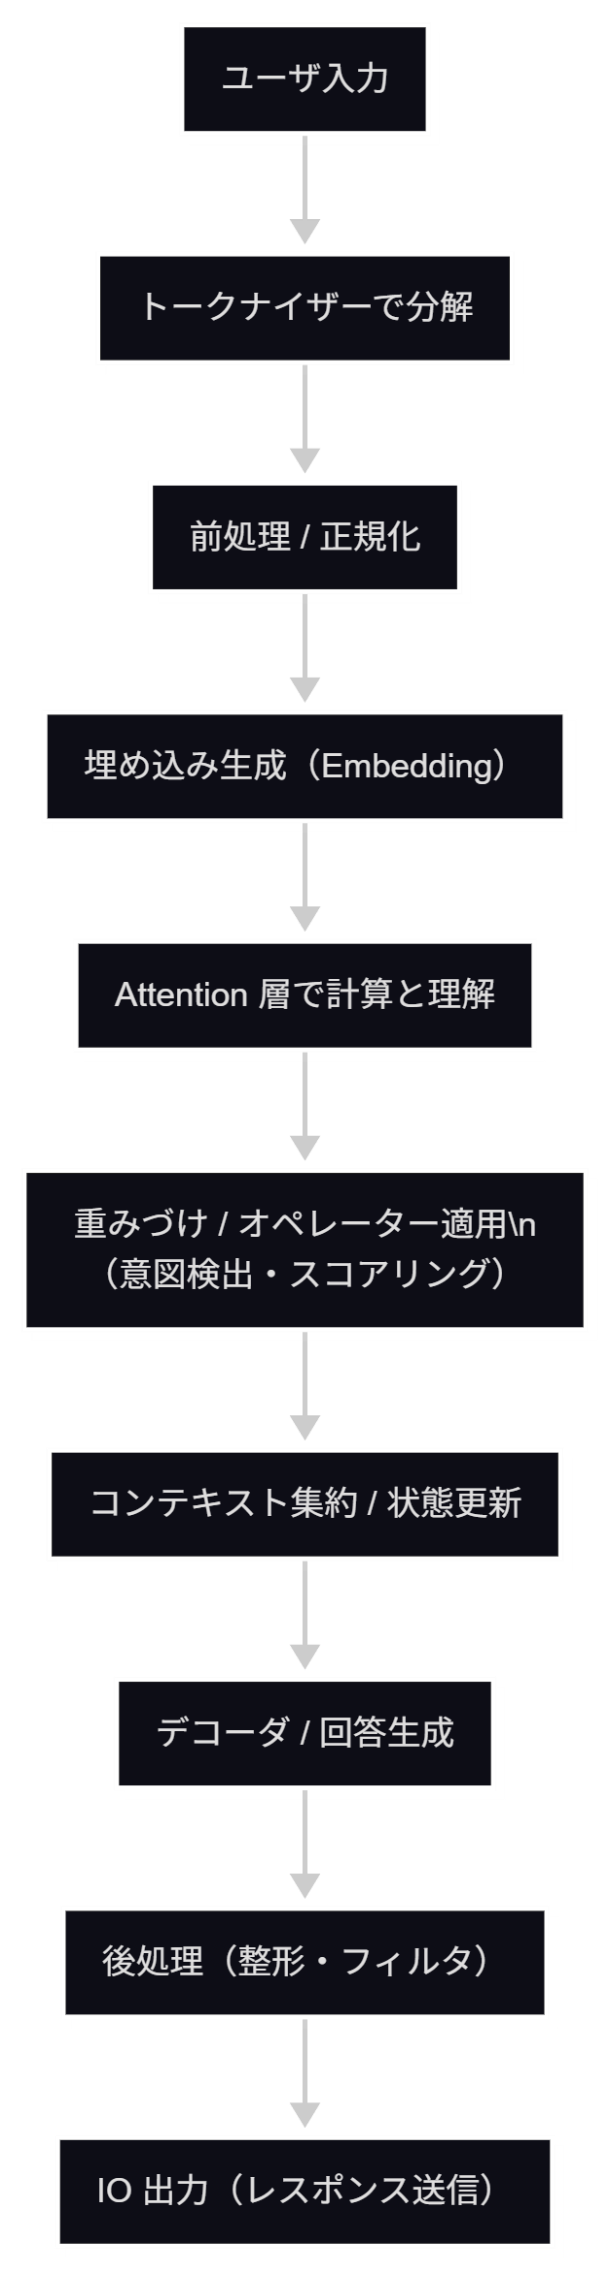 ユーザ入力
トークナイザーで分解
前処理 / 正規化
埋め込み生成（Embedding）
Attention 層で計算と理解
重みづけ / オペレーター適用\n
（意図検出・スコアリング）
コンテキスト集約 / 状態更新
デコーダ / 回答生成
後処理（整形・フィルタ）
IO 出力（レスポンス送信）